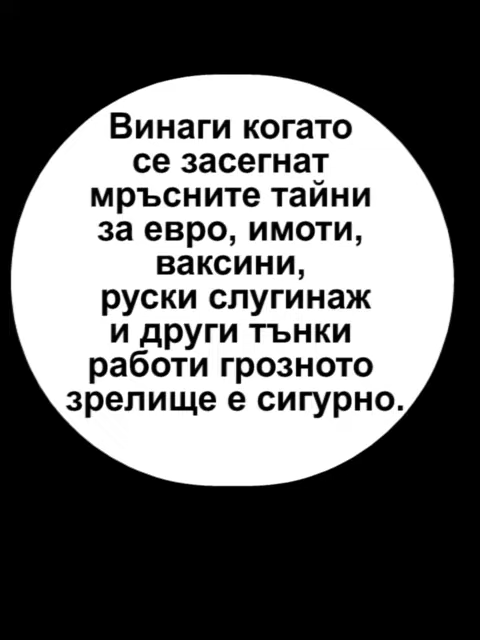 Винаги когато
се засегнат
мръсните тайни
за евро, имоти,
ваксини,
руски слугинаж
и други тънки
работи грозното
зрелище е сигурно.